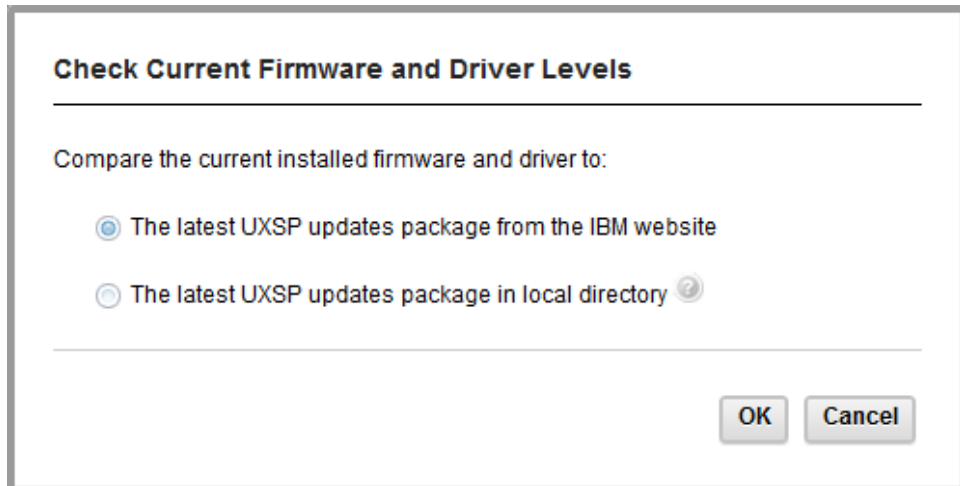 Check Current Firmware and Driver Levels
Compare the current installed firmware and driver to:
The latest UXSP updates package from the IBM website
The latest UXSP updates package in local directory ?
OK Cancel